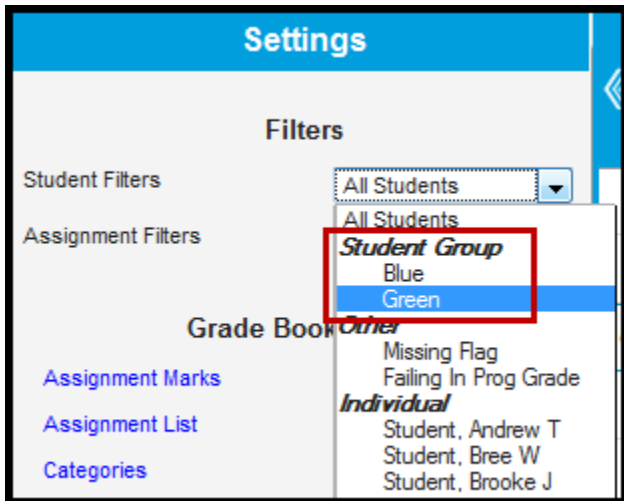 Settings
Filters
Student Filters
All Students
Assignment Filters
All Students
Student Group
Blue
Green
Other
Missing Flag
Failing In Prog Grade
Individual
Student, Andrew T
Student, Bree W
Student, Brooke J
Grade Book
Assignment Marks
Assignment List
Categories